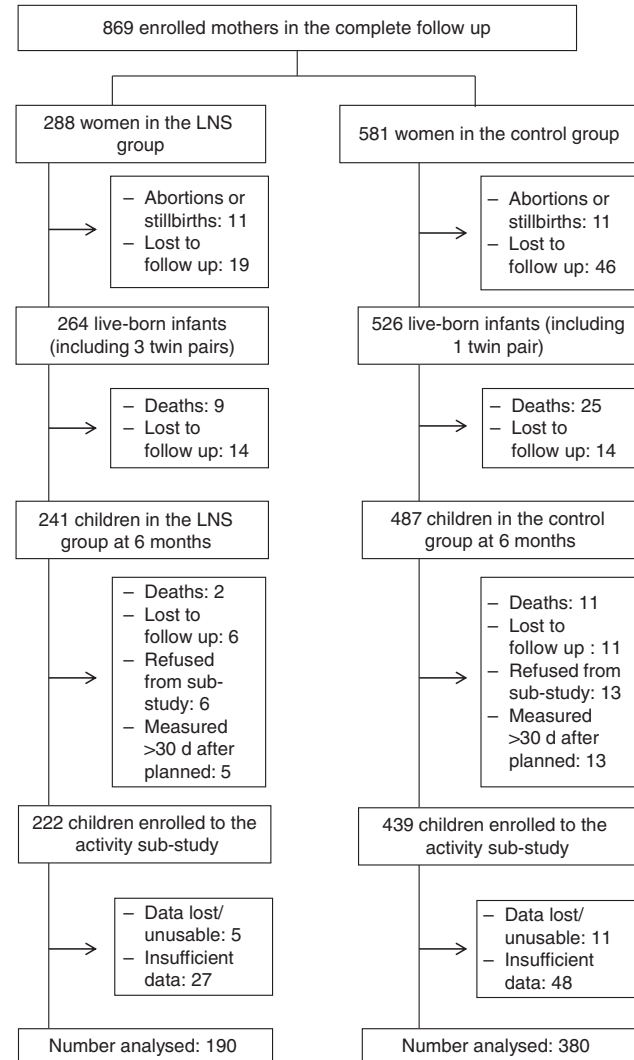 869 enrolled mothers in the complete follow up
288 women in the LNS
group
581 women in the control group
– Abortions or
stillbirths: 11
– Lost to
follow up: 19
– Abortions or
stillbirths: 11
– Lost to
follow up: 46
264 live-born infants
(including 3 twin pairs)
526 live-born infants (including
1 twin pair)
– Deaths: 9
– Lost to
follow up: 14
– Deaths: 25
– Lost to
follow up: 14
241 children in the LNS
group at 6 months
487 children in the control
group at 6 months
– Deaths: 2
– Lost to
follow up: 6
– Refused
from sub-
study: 6
– Measured
>30 d after
planned: 5
– Deaths: 11
– Lost to
follow up : 11
– Refused from
sub-study: 13
– Measured
>30 d after
planned: 13
222 children enrolled to the
activity sub-study
439 children enrolled to the
activity sub-study
– Data lost/
unusable: 5
– Insufficient
data: 27
– Data lost/
unusable: 11
– Insufficient
data: 48
Number analysed: 190
Number analysed: 380